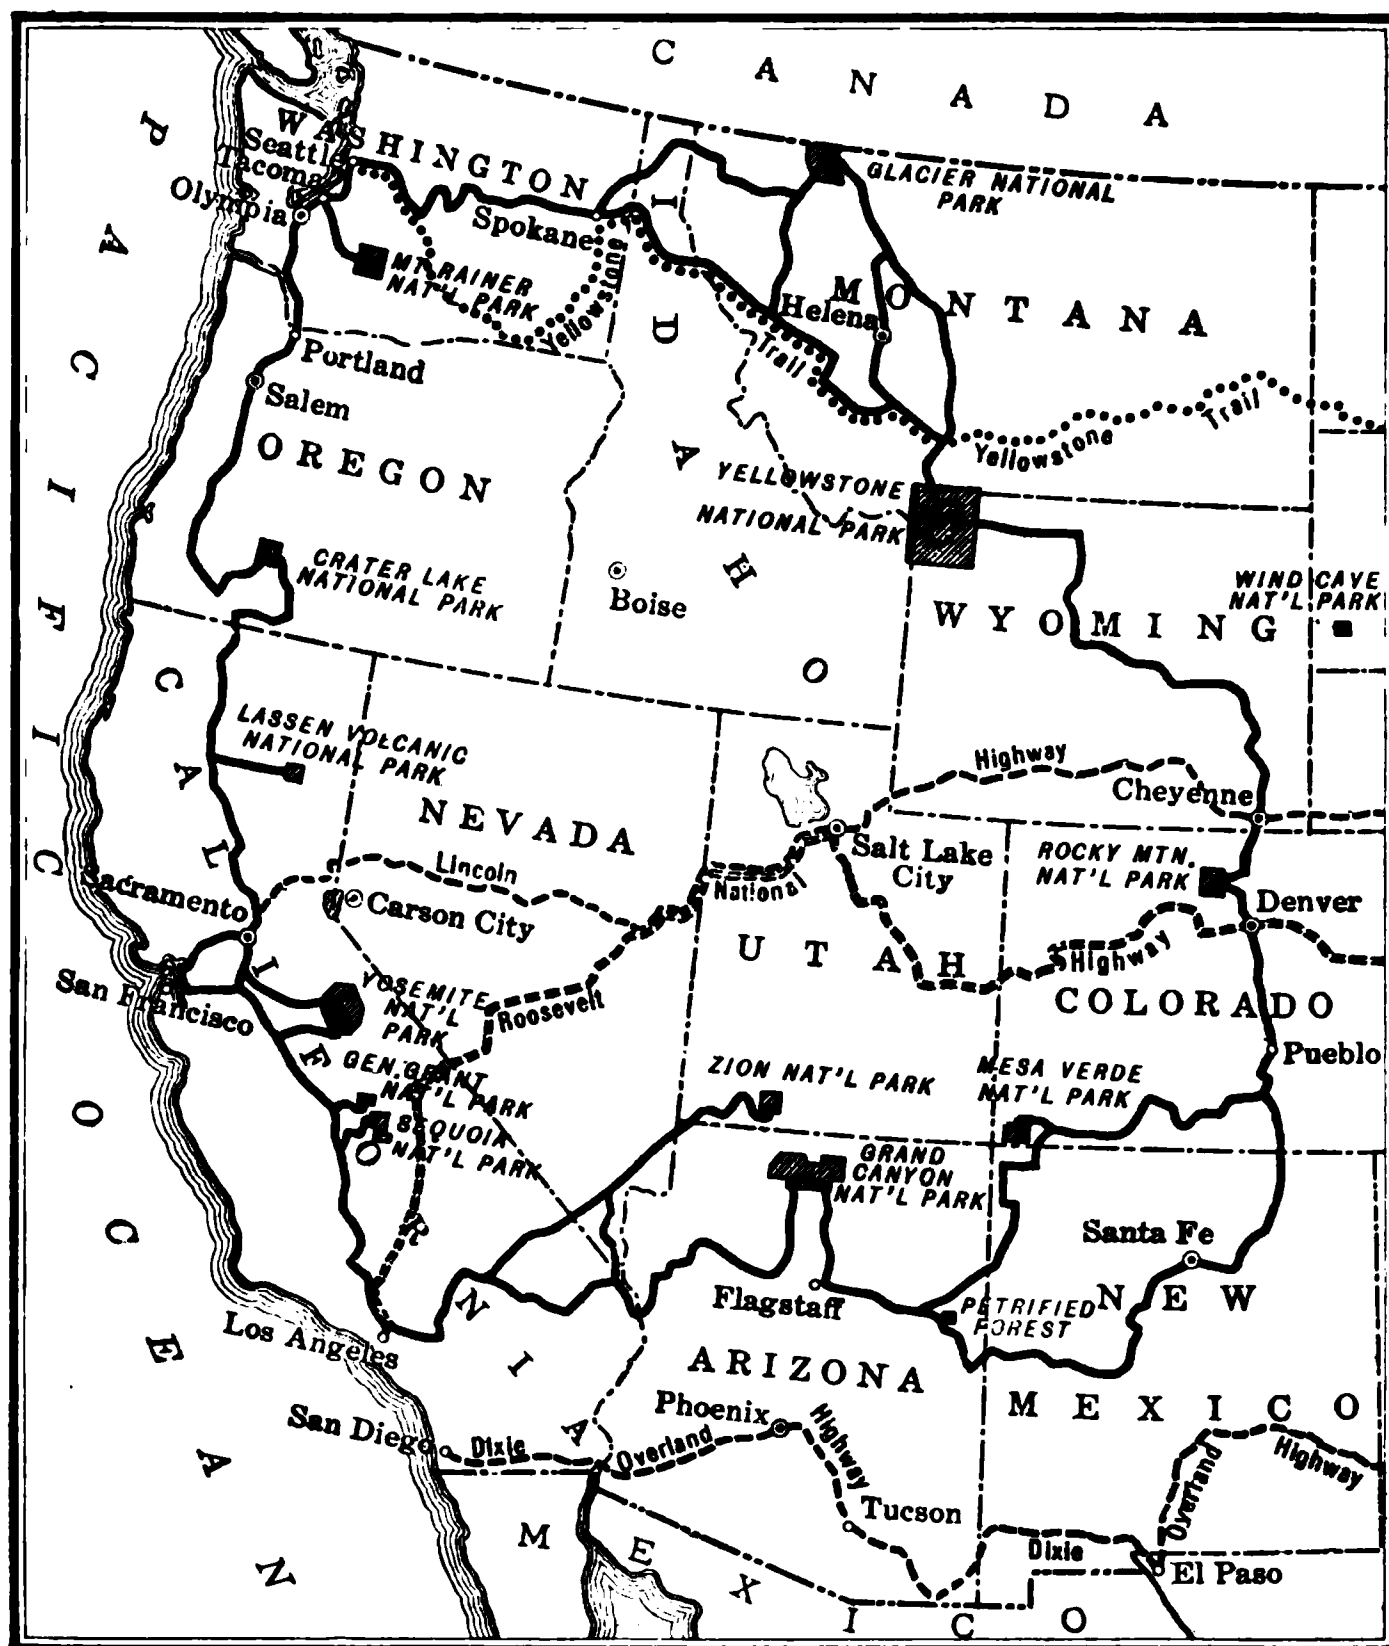 CANADA
PACIFIC OCEAN
WASHINGTON
Seattle
Tacoma
Olympia
Spokane
GLACIER NATIONAL
PARK
MT. RAINER
NAT'L PARK
Yellowstone
Trail
IDAHO
MONTANA
Helena
Portland
Salem
OREGON
Yellowstone
Trail
YELLOWSTONE
NATIONAL PARK
CRATER LAKE
NATIONAL PARK
Boise
WYOMING
WIND CAVE
NAT'L PARK
CALIFORNIA
LASSEN VOLCANIC
NATIONAL PARK
NEVADA
Highway
Cheyenne
Salt Lake
City
ROCKY MTN.
NAT'L PARK
Lincoln
National
Sacramento
Carson City
Denver
UTAH
Highway
San Francisco
YOSEMITE
NAT'L
PARK
Roosevelt
COLORADO
Pueblo
GEN. GRANT
NAT'L PARK
ZION NAT'L PARK
MESA VERDE
NAT'L PARK
SEQUOIA
NAT'L PARK
GRAND
CANYON
NAT'L PARK
Santa Fe
Flagstaff
PETRIFIED
FOREST
NEW
MEXICO
Los Angeles
ARIZONA
Phoenix
San Diego
Dixie
Overland
Highway
Tucson
Overland
Highway
Dixie
El Paso
MEXICO